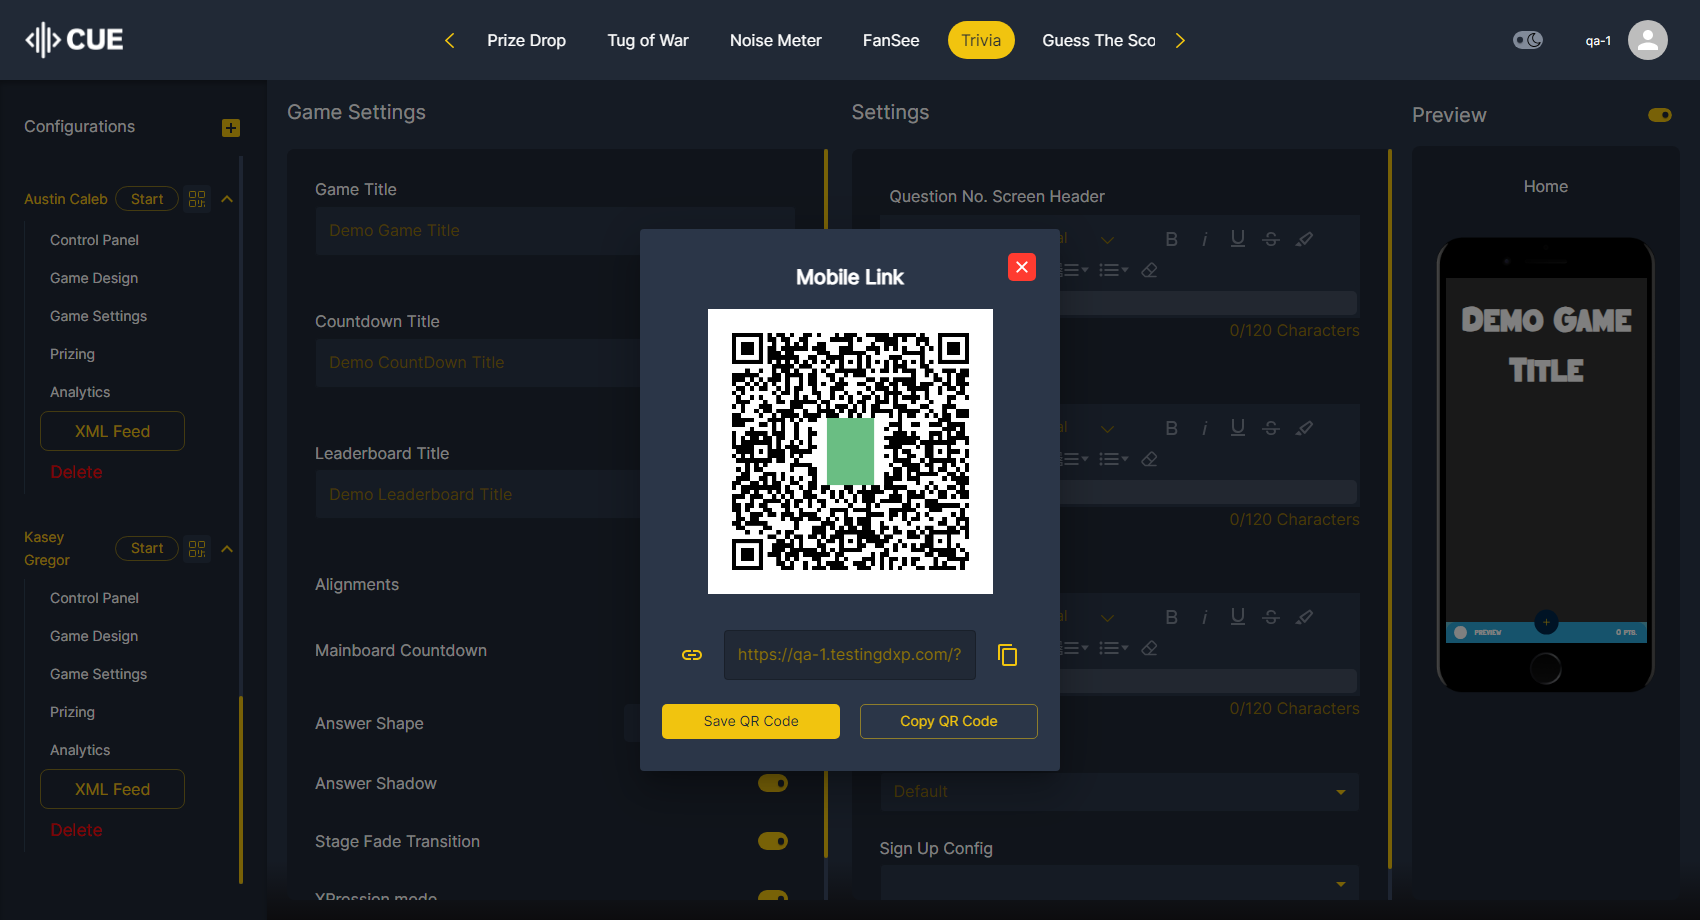 CUE
Prize Drop
Tug of War
Noise Meter
FanSee
Trivia
Guess The Sco
qa-1
Configurations
Austin Caleb
Start
Control Panel
Game Design
Game Settings
Prizing
Analytics
XML Feed
Delete
Kasey
Gregor
Start
Control Panel
Game Design
Game Settings
Prizing
Analytics
XML Feed
Delete
Game Settings
Game Title
Demo Game Title
Countdown Title
Demo CountDown Title
Leaderboard Title
Demo Leaderboard Title
Alignments
Mainboard Countdown
Answer Shape
Answer Shadow
Stage Fade Transition
XPression mode
Mobile Link
https://qa-1.testingdxp.com/?
Save QR Code
Copy QR Code
Settings
Question No. Screen Header
al
B i U S
0/120 Characters
al
B i U S
0/120 Characters
al
B i U S
0/120 Characters
Default
Sign Up Config
Preview
Home
Demo Game
Title
PREVIEW
0 PTS.